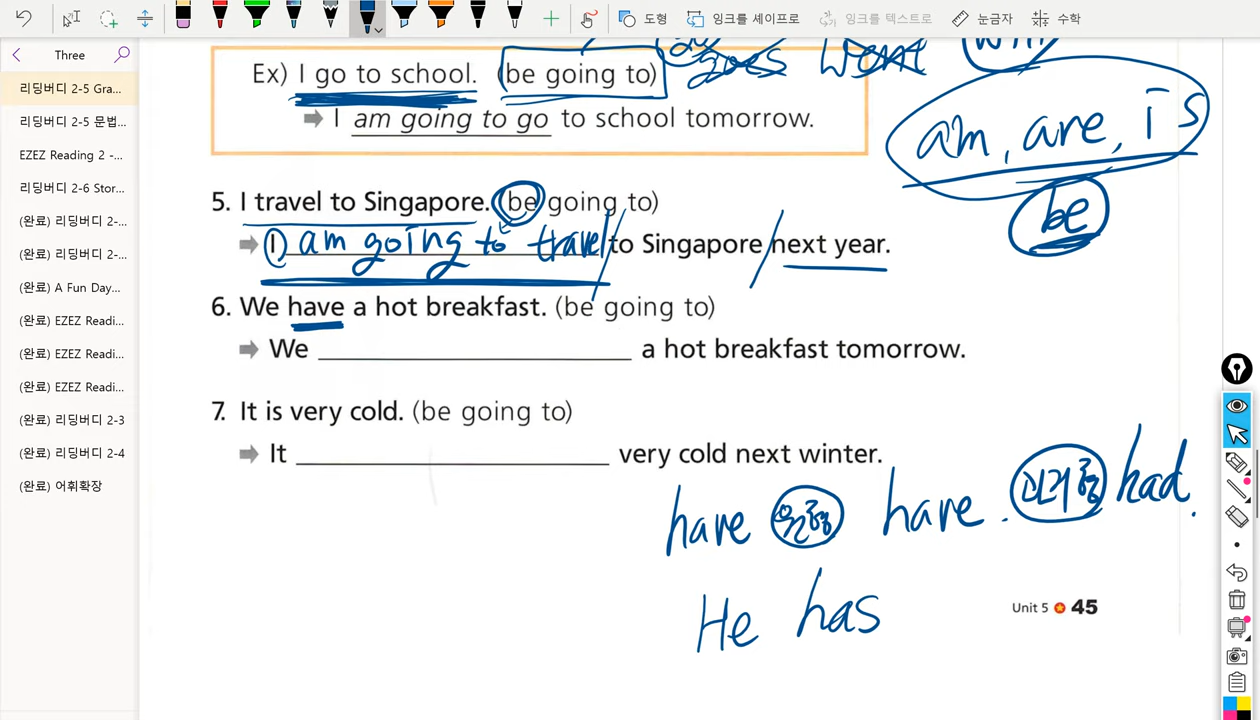 도형 잉크를 셰이프로 잉크를 텍스트로 눈금자 수학
Three
리딩버디 2-5 Gra...
리딩버디 2-5 문법...
EZEZ Reading 2 -...
리딩버디 2-6 Stor...
(완료) 리딩버디 2-...
(완료) 리딩버디 2-...
(완료) A Fun Day...
(완료) EZEZ Readi...
(완료) EZEZ Readi...
(완료) EZEZ Readi...
(완료) 리딩버디 2-3
(완료) 리딩버디 2-4
(완료) 어휘확장
goes went will
Ex) I go to school. (be going to)
I am going to go to school tomorrow.
am, are, is
be
5. I travel to Singapore. (be going to)
I am going to travel to Singapore next year.
6. We have a hot breakfast. (be going to)
We a hot breakfast tomorrow.
7. It is very cold. (be going to)
It very cold next winter.
have 원형 have. 과거형 had.
He has
Unit 5 45